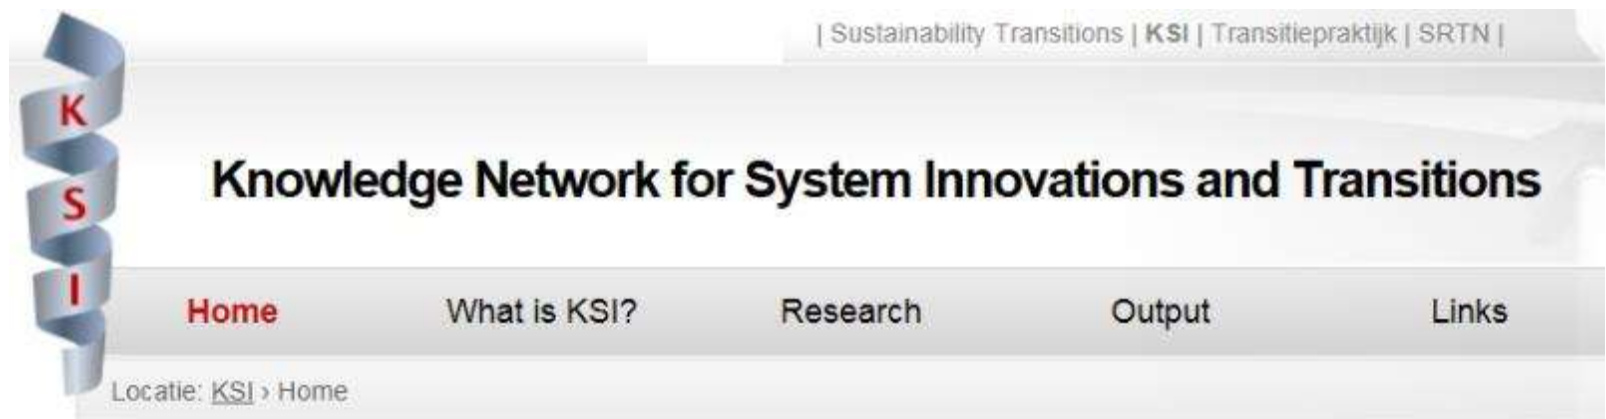 | Sustainability Transitions | KSI | Transitiepraktijk | SRTN |
K
S
I
Knowledge Network for System Innovations and Transitions
Home What is KSI? Research Output Links
Locatie: KSI › Home